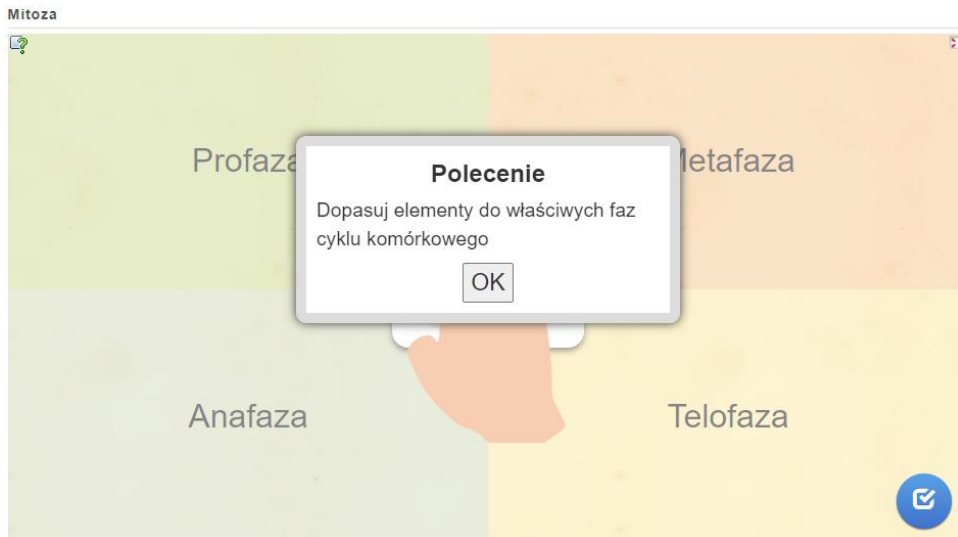 Mitoza
Profaza
Metafaza
Polecenie
Dopasuj elementy do właściwych faz
cyklu komórkowego
OK
Anafaza
Telofaza